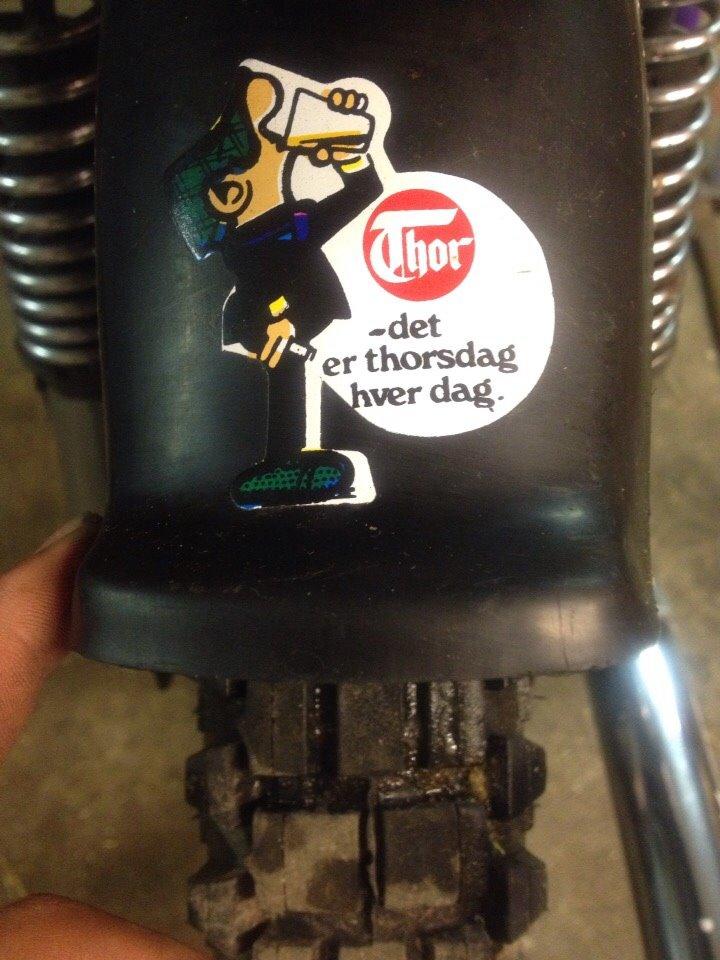 Thor
-det
er thorsdag
hver dag.